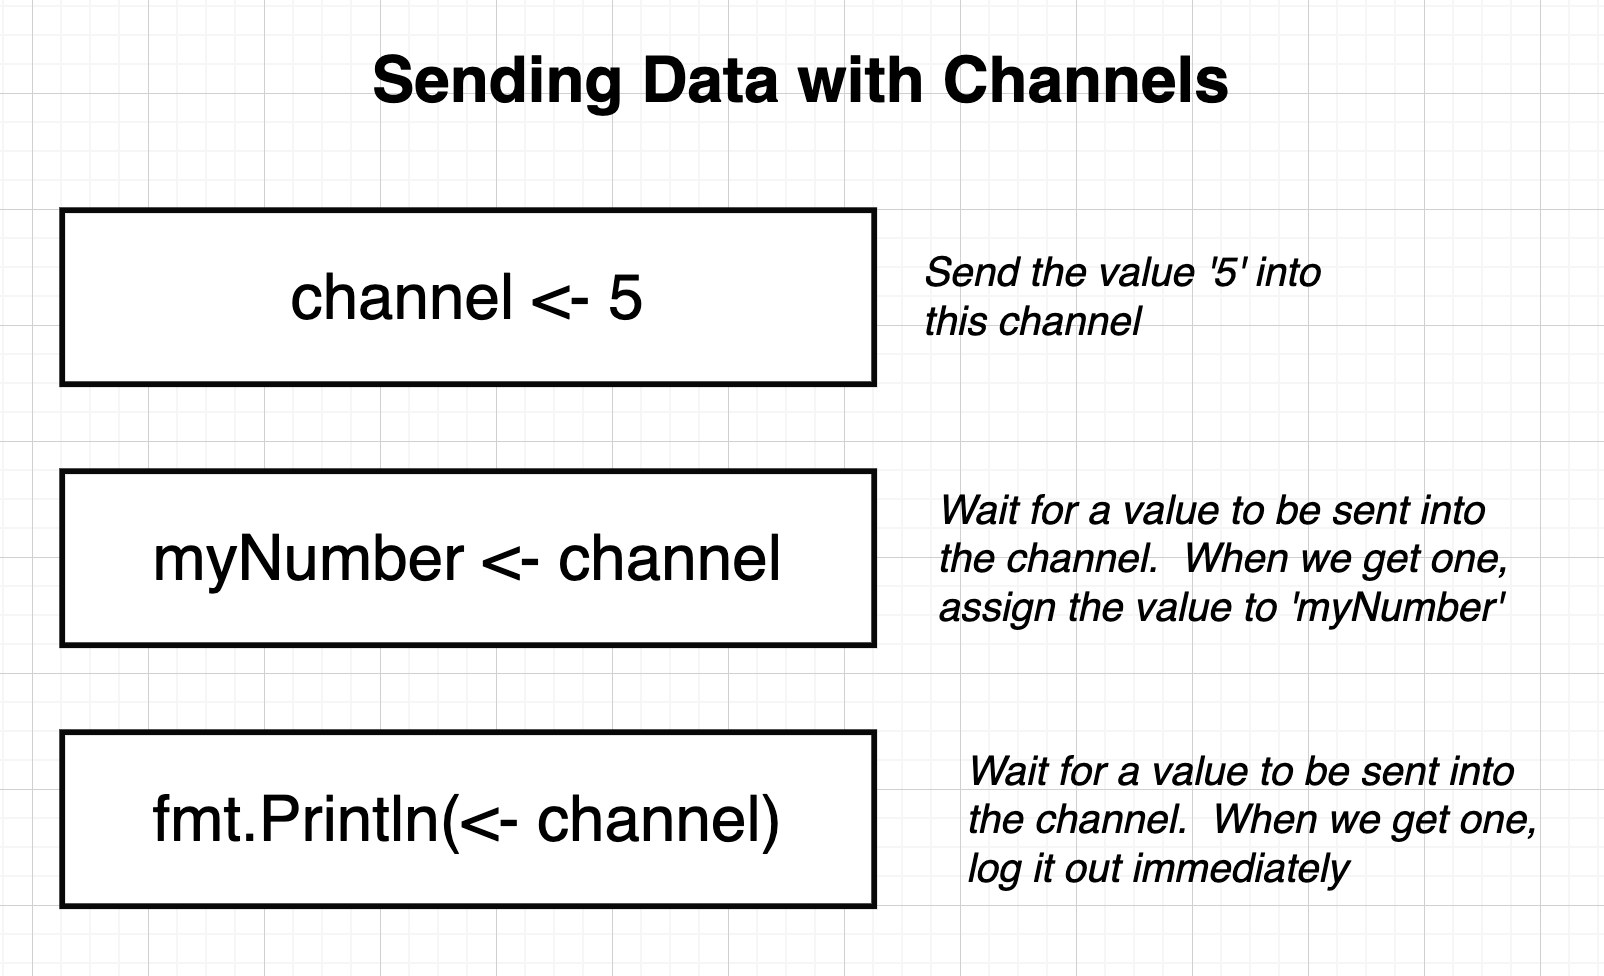 Sending Data with Channels
channel <- 5
Send the value '5' into
this channel
myNumber <- channel
Wait for a value to be sent into
the channel.  When we get one,
assign the value to 'myNumber'
fmt.Println(<- channel)
Wait for a value to be sent into
the channel.  When we get one,
log it out immediately